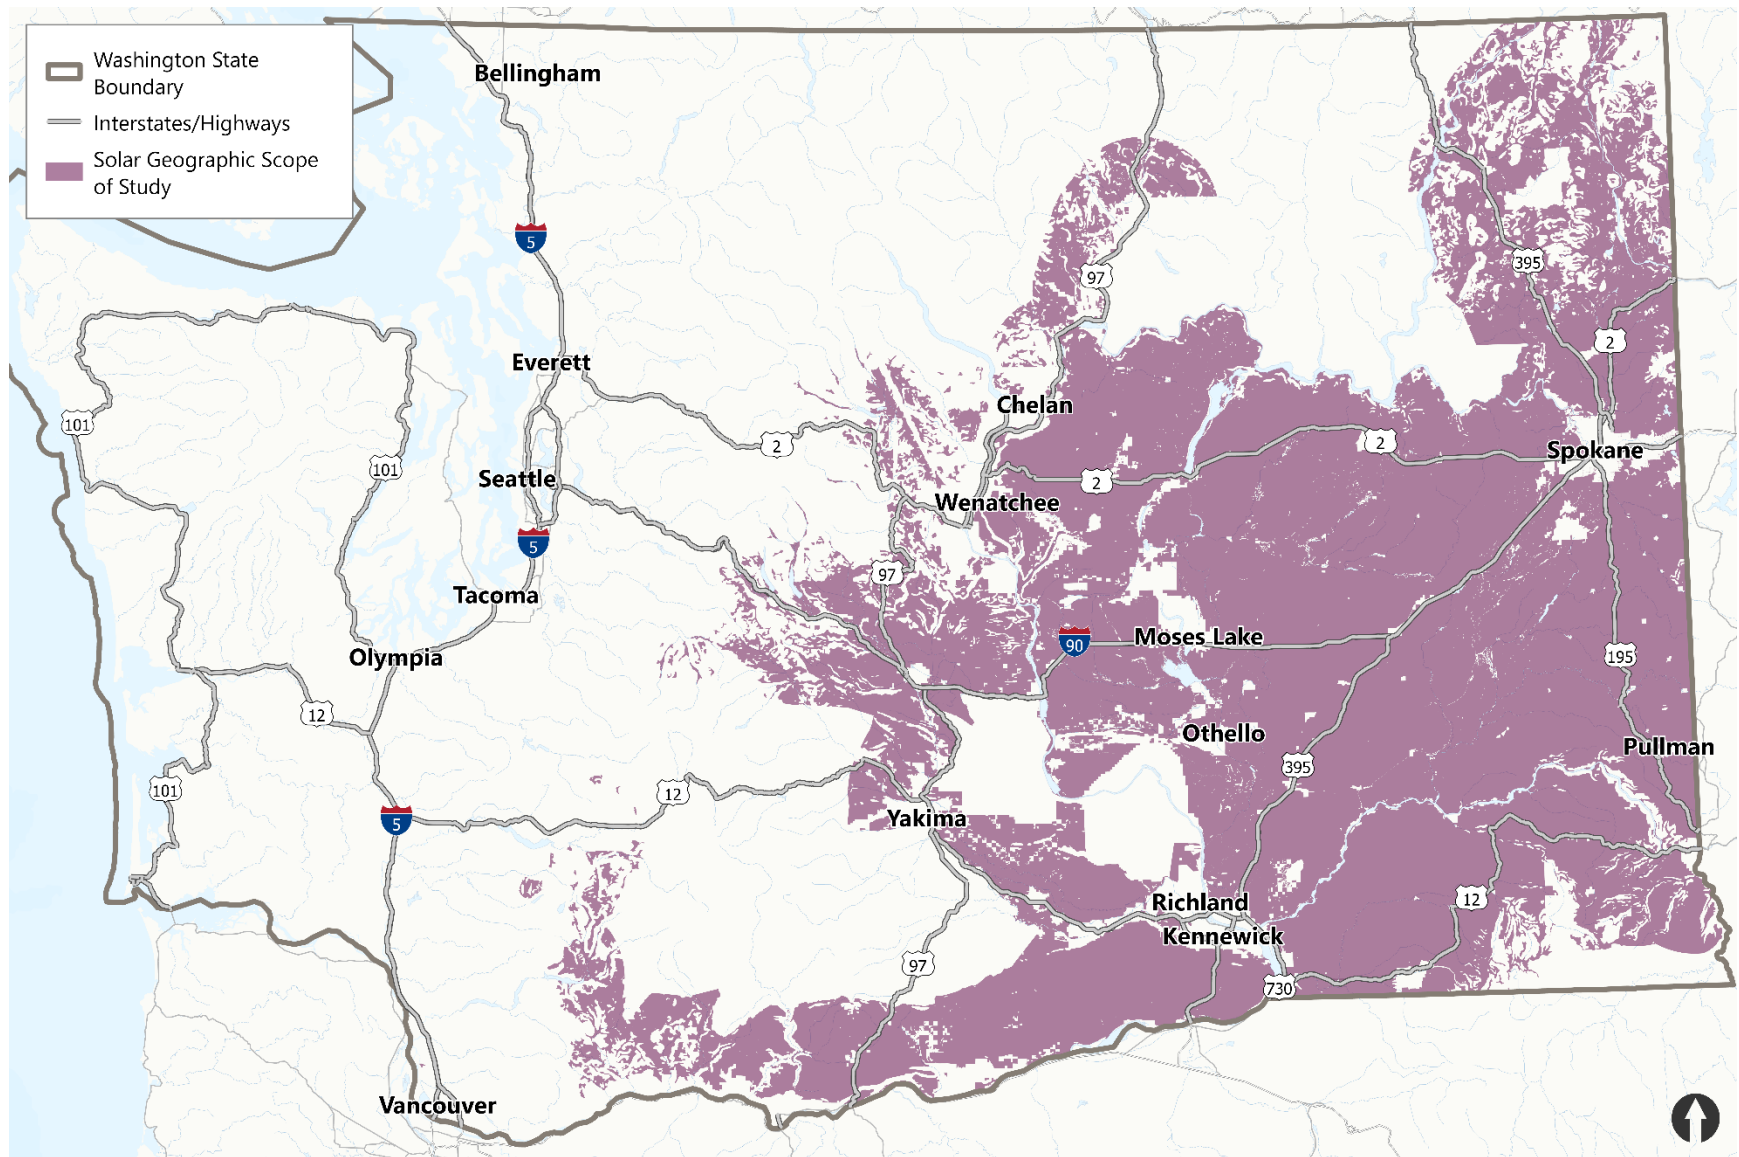 Washington State
Boundary
Interstates/Highways
Solar Geographic Scope
of Study
Bellingham
5
395
97
2
Everett
Chelan
101
101
2
2
2
Spokane
Seattle
Wenatchee
5
97
Tacoma
90
Moses Lake
Olympia
195
12
Othello
Pullman
395
101
12
5
Yakima
12
Richland
Kennewick
97
730
Vancouver